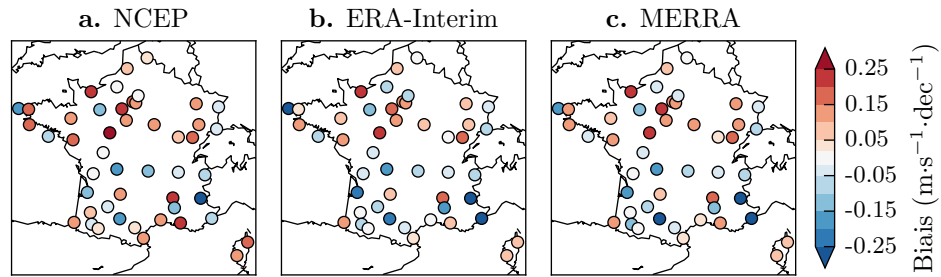 a. NCEP
b. ERA-Interim
c. MERRA
0.25
0.15
0.05
-0.05
-0.15
-0.25
Biais (m·s⁻¹·dec⁻¹)